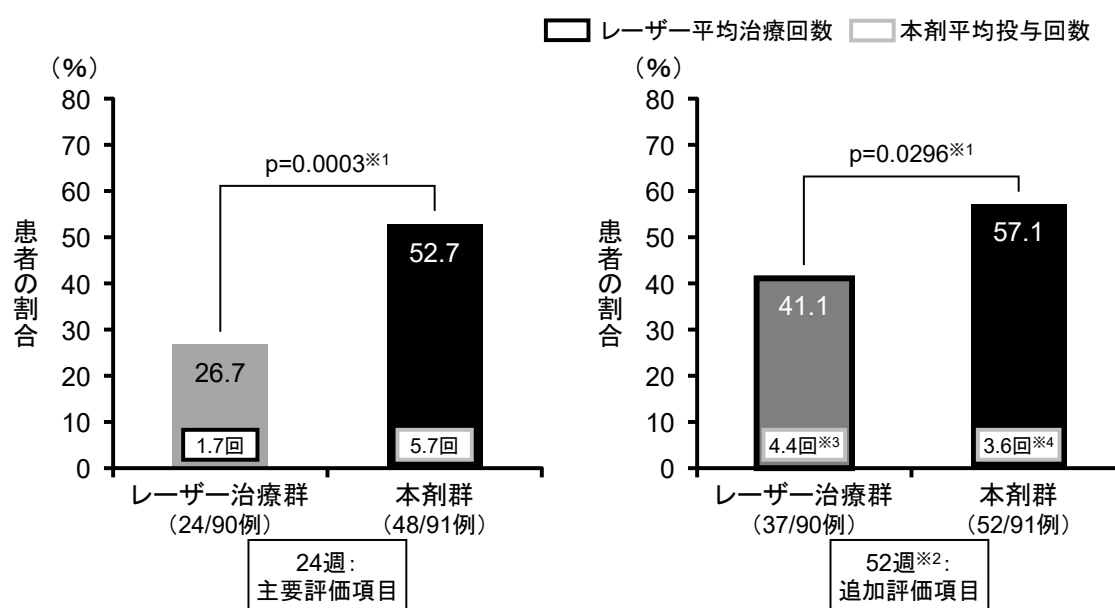 レーザー平均治療回数 本剤平均投与回数
(%)
80
70
60
50
40
30
20
10
0
患者の割合
p=0.0003※1
26.7
52.7
1.7回
5.7回
レーザー治療群
(24/90例)
本剤群
(48/91例)
24週:
主要評価項目
(%)
80
70
60
50
40
30
20
10
0
患者の割合
p=0.0296※1
41.1
57.1
4.4回※3
3.6回※4
レーザー治療群
(37/90例)
本剤群
(52/91例)
52週※2:
追加評価項目